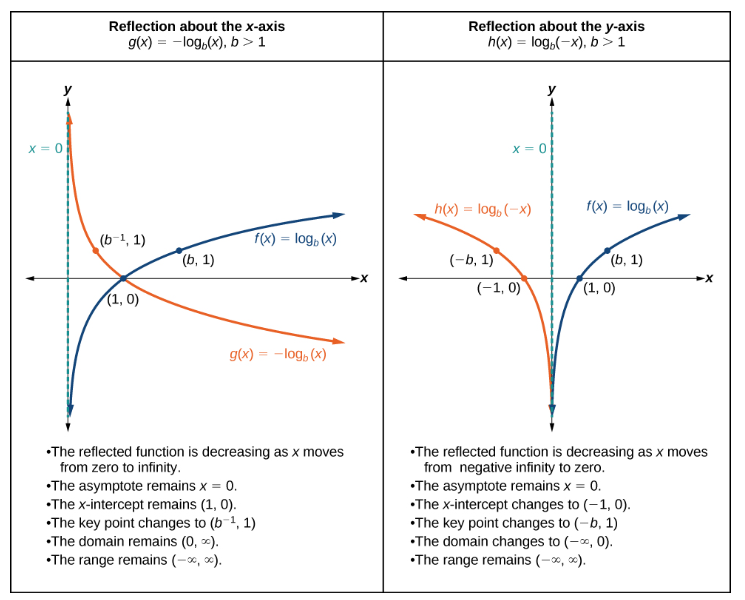 Reflection about the x-axis
g(x) = −log_b(x), b > 1
y
x = 0
(b⁻¹, 1)
f(x) = log_b(x)
(b, 1)
x
(1, 0)
g(x) = −log_b(x)
•The reflected function is decreasing as x moves
from zero to infinity.
•The asymptote remains x = 0.
•The x-intercept remains (1, 0).
•The key point changes to (b⁻¹, 1)
•The domain remains (0, ∞).
•The range remains (−∞, ∞).
Reflection about the y-axis
h(x) = log_b(−x), b > 1
y
x = 0
h(x) = log_b(−x)
f(x) = log_b(x)
(−b, 1)
(b, 1)
x
(−1, 0)
(1, 0)
•The reflected function is decreasing as x moves
from negative infinity to zero.
•The asymptote remains x = 0.
•The x-intercept changes to (−1, 0).
•The key point changes to (−b, 1)
•The domain changes to (−∞, 0).
•The range remains (−∞, ∞).